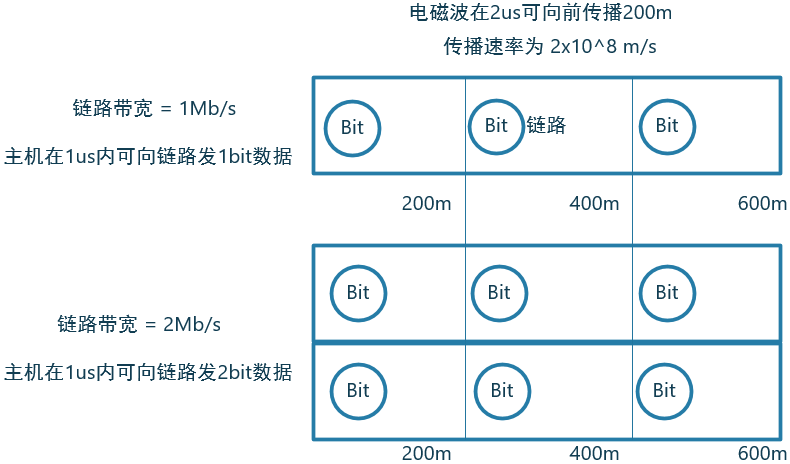 电磁波在2us可向前传播200m
传播速率为 2x10^8 m/s
链路带宽 = 1Mb/s
主机在1us内可向链路发1bit数据
Bit
Bit
链路
Bit
200m
400m
600m
链路带宽 = 2Mb/s
主机在1us内可向链路发2bit数据
Bit
Bit
Bit
Bit
Bit
Bit
200m
400m
600m